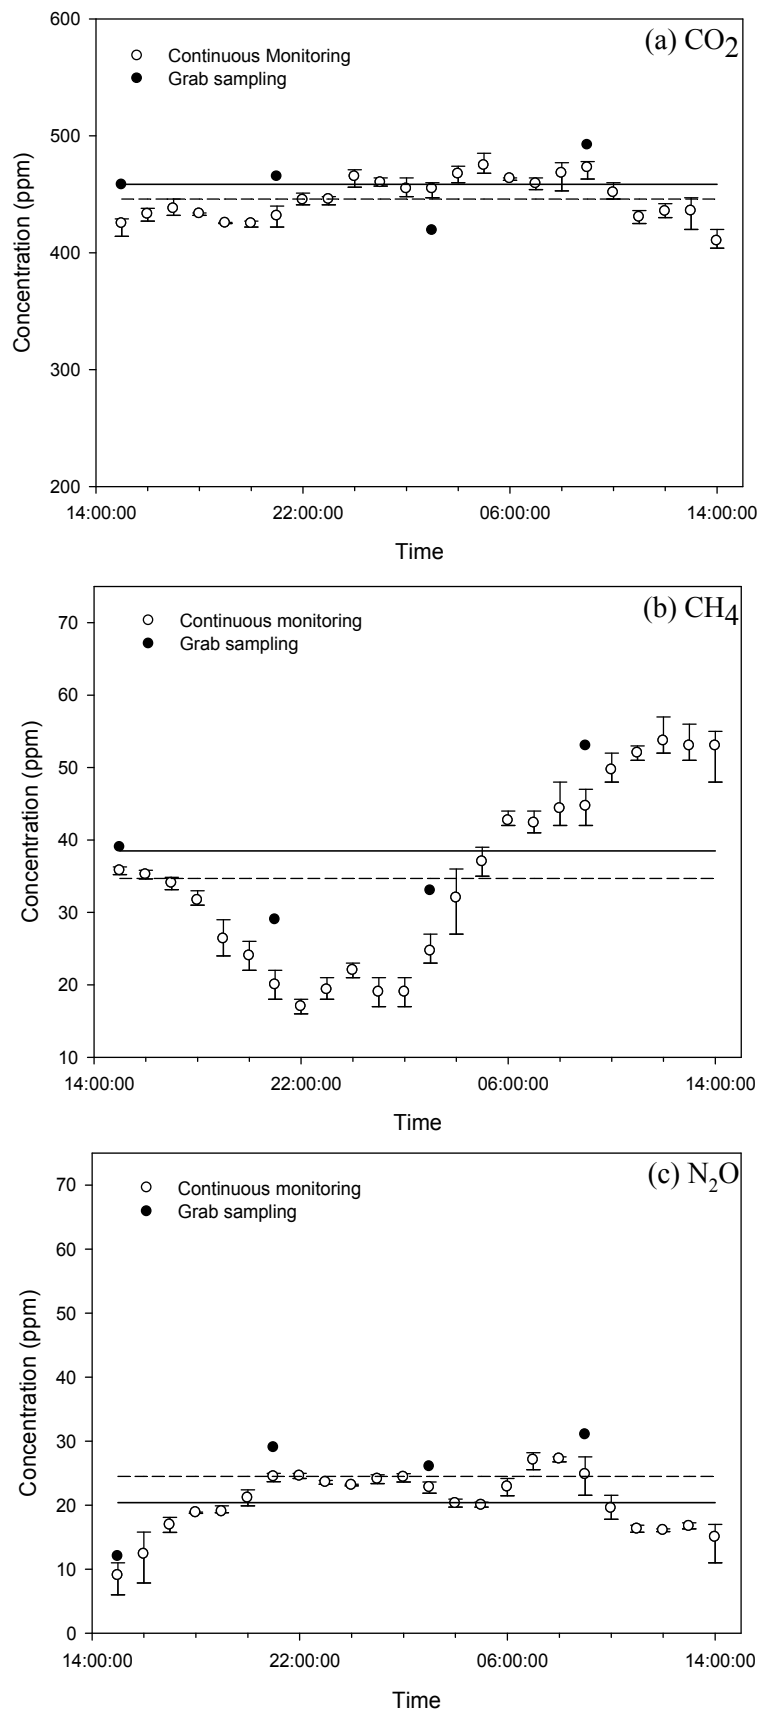 600
(a) CO2
Continuous Monitoring
Grab sampling
500
400
300
200
Concentration (ppm)
14:00:00 22:00:00 06:00:00 14:00:00
Time
(b) CH4
Continuous monitoring
Grab sampling
70
60
50
40
30
20
10
Concentration (ppm)
14:00:00 22:00:00 06:00:00 14:00:00
Time
(c) N2O
Continuous monitoring
Grab sampling
70
60
50
40
30
20
10
0
Concentration (ppm)
14:00:00 22:00:00 06:00:00 14:00:00
Time